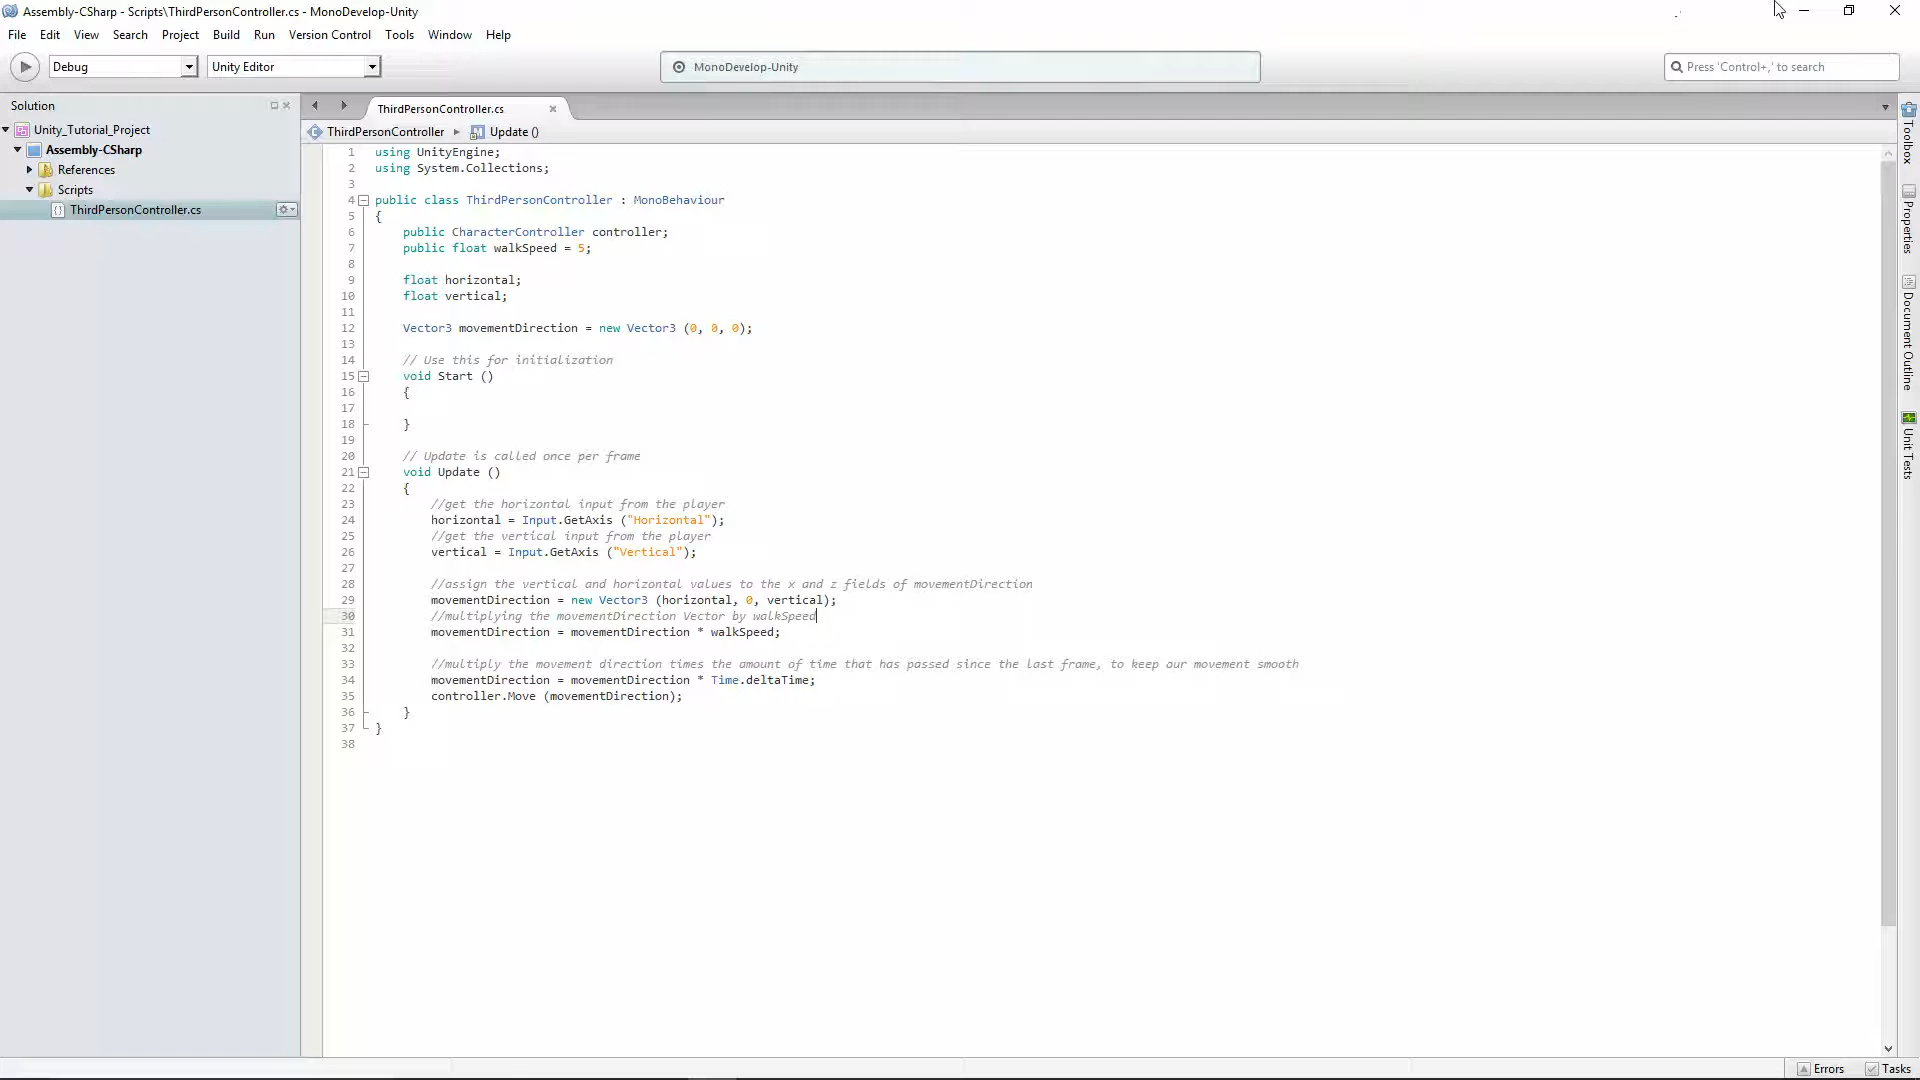 Assembly-CSharp - Scripts\ThirdPersonController.cs - MonoDevelop-Unity
File Edit View Search Project Build Run Version Control Tools Window Help
Debug Unity Editor MonoDevelop-Unity Press 'Control+,' to search
Solution
Unity_Tutorial_Project
Assembly-CSharp
References
Scripts
ThirdPersonController.cs
ThirdPersonController.cs
ThirdPersonController Update ()
1 using UnityEngine;
2 using System.Collections;
3
4 public class ThirdPersonController : MonoBehaviour
5 {
6 public CharacterController controller;
7 public float walkSpeed = 5;
8
9 float horizontal;
10 float vertical;
11
12 Vector3 movementDirection = new Vector3 (0, 0, 0);
13
14 // Use this for initialization
15 void Start ()
16 {
17
18 }
19
20 // Update is called once per frame
21 void Update ()
22 {
23 //get the horizontal input from the player
24 horizontal = Input.GetAxis ("Horizontal");
25 //get the vertical input from the player
26 vertical = Input.GetAxis ("Vertical");
27
28 //assign the vertical and horizontal values to the x and z fields of movementDirection
29 movementDirection = new Vector3 (horizontal, 0, vertical);
30 //multiplying the movementDirection Vector by walkSpeed
31 movementDirection = movementDirection * walkSpeed;
32
33 //multiply the movement direction times the amount of time that has passed since the last frame, to keep our movement smooth
34 movementDirection = movementDirection * Time.deltaTime;
35 controller.Move (movementDirection);
36 }
37 }
38
Toolbox
Properties
Document Outline
Unit Tests
Errors Tasks